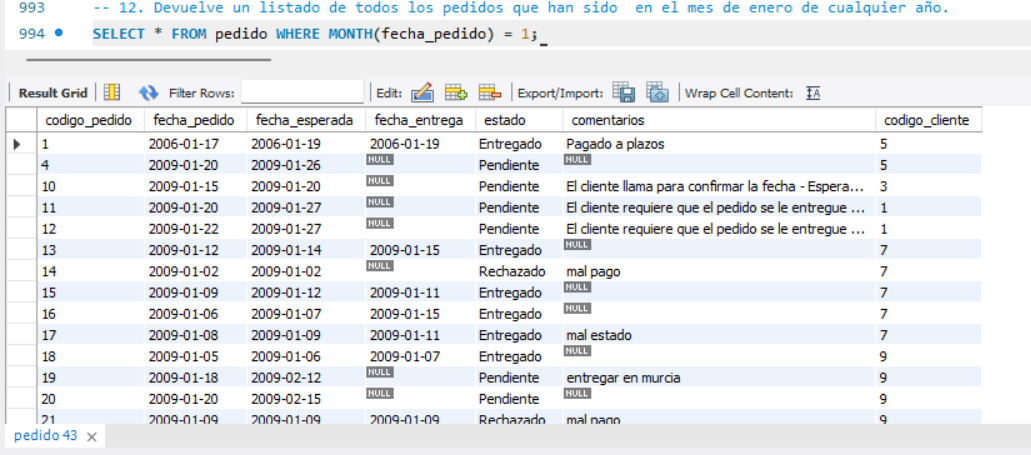 993 -- 12. Devuelve un listado de todos los pedidos que han sido  en el mes de enero de cualquier año.
994 SELECT * FROM pedido WHERE MONTH(fecha_pedido) = 1;
Result Grid Filter Rows: Edit: Export/Import: Wrap Cell Content: IA
codigo_pedido fecha_pedido fecha_esperada fecha_entrega estado comentarios codigo_cliente
1 2006-01-17 2006-01-19 2006-01-19 Entregado Pagado a plazos 5
4 2009-01-20 2009-01-26 NULL Pendiente NULL 5
10 2009-01-15 2009-01-20 NULL Pendiente El cliente llama para confirmar la fecha - Espera... 3
11 2009-01-20 2009-01-27 NULL Pendiente El cliente requiere que el pedido se le entregue ... 1
12 2009-01-22 2009-01-27 NULL Pendiente El cliente requiere que el pedido se le entregue ... 1
13 2009-01-12 2009-01-14 2009-01-15 Entregado NULL 7
14 2009-01-02 2009-01-02 NULL Rechazado mal pago 7
15 2009-01-09 2009-01-12 2009-01-11 Entregado NULL 7
16 2009-01-06 2009-01-07 2009-01-15 Entregado NULL 7
17 2009-01-08 2009-01-09 2009-01-11 Entregado mal estado 7
18 2009-01-05 2009-01-06 2009-01-07 Entregado NULL 9
19 2009-01-18 2009-02-12 NULL Pendiente entregar en murcia 9
20 2009-01-20 2009-02-15 NULL Pendiente NULL 9
21 2009-01-09 2009-01-09 2009-01-09 Rechazado mal pago 9
pedido 43